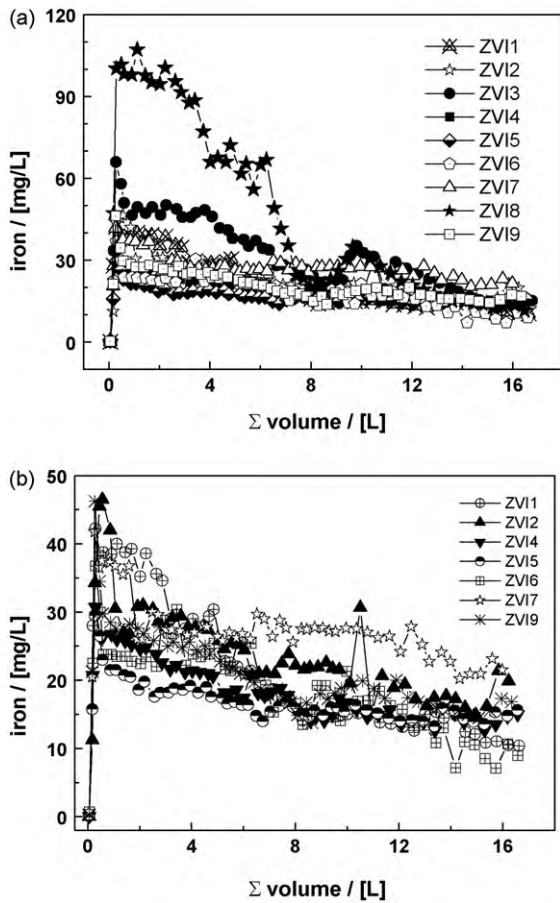 (a)
120
90
60
30
0
iron / [mg/L]
ZVI1
ZVI2
ZVI3
ZVI4
ZVI5
ZVI6
ZVI7
ZVI8
ZVI9
0 4 8 12 16
Σ volume / [L]
(b)
50
40
30
20
10
0
iron / [mg/L]
ZVI1
ZVI2
ZVI4
ZVI5
ZVI6
ZVI7
ZVI9
0 4 8 12 16
Σ volume / [L]